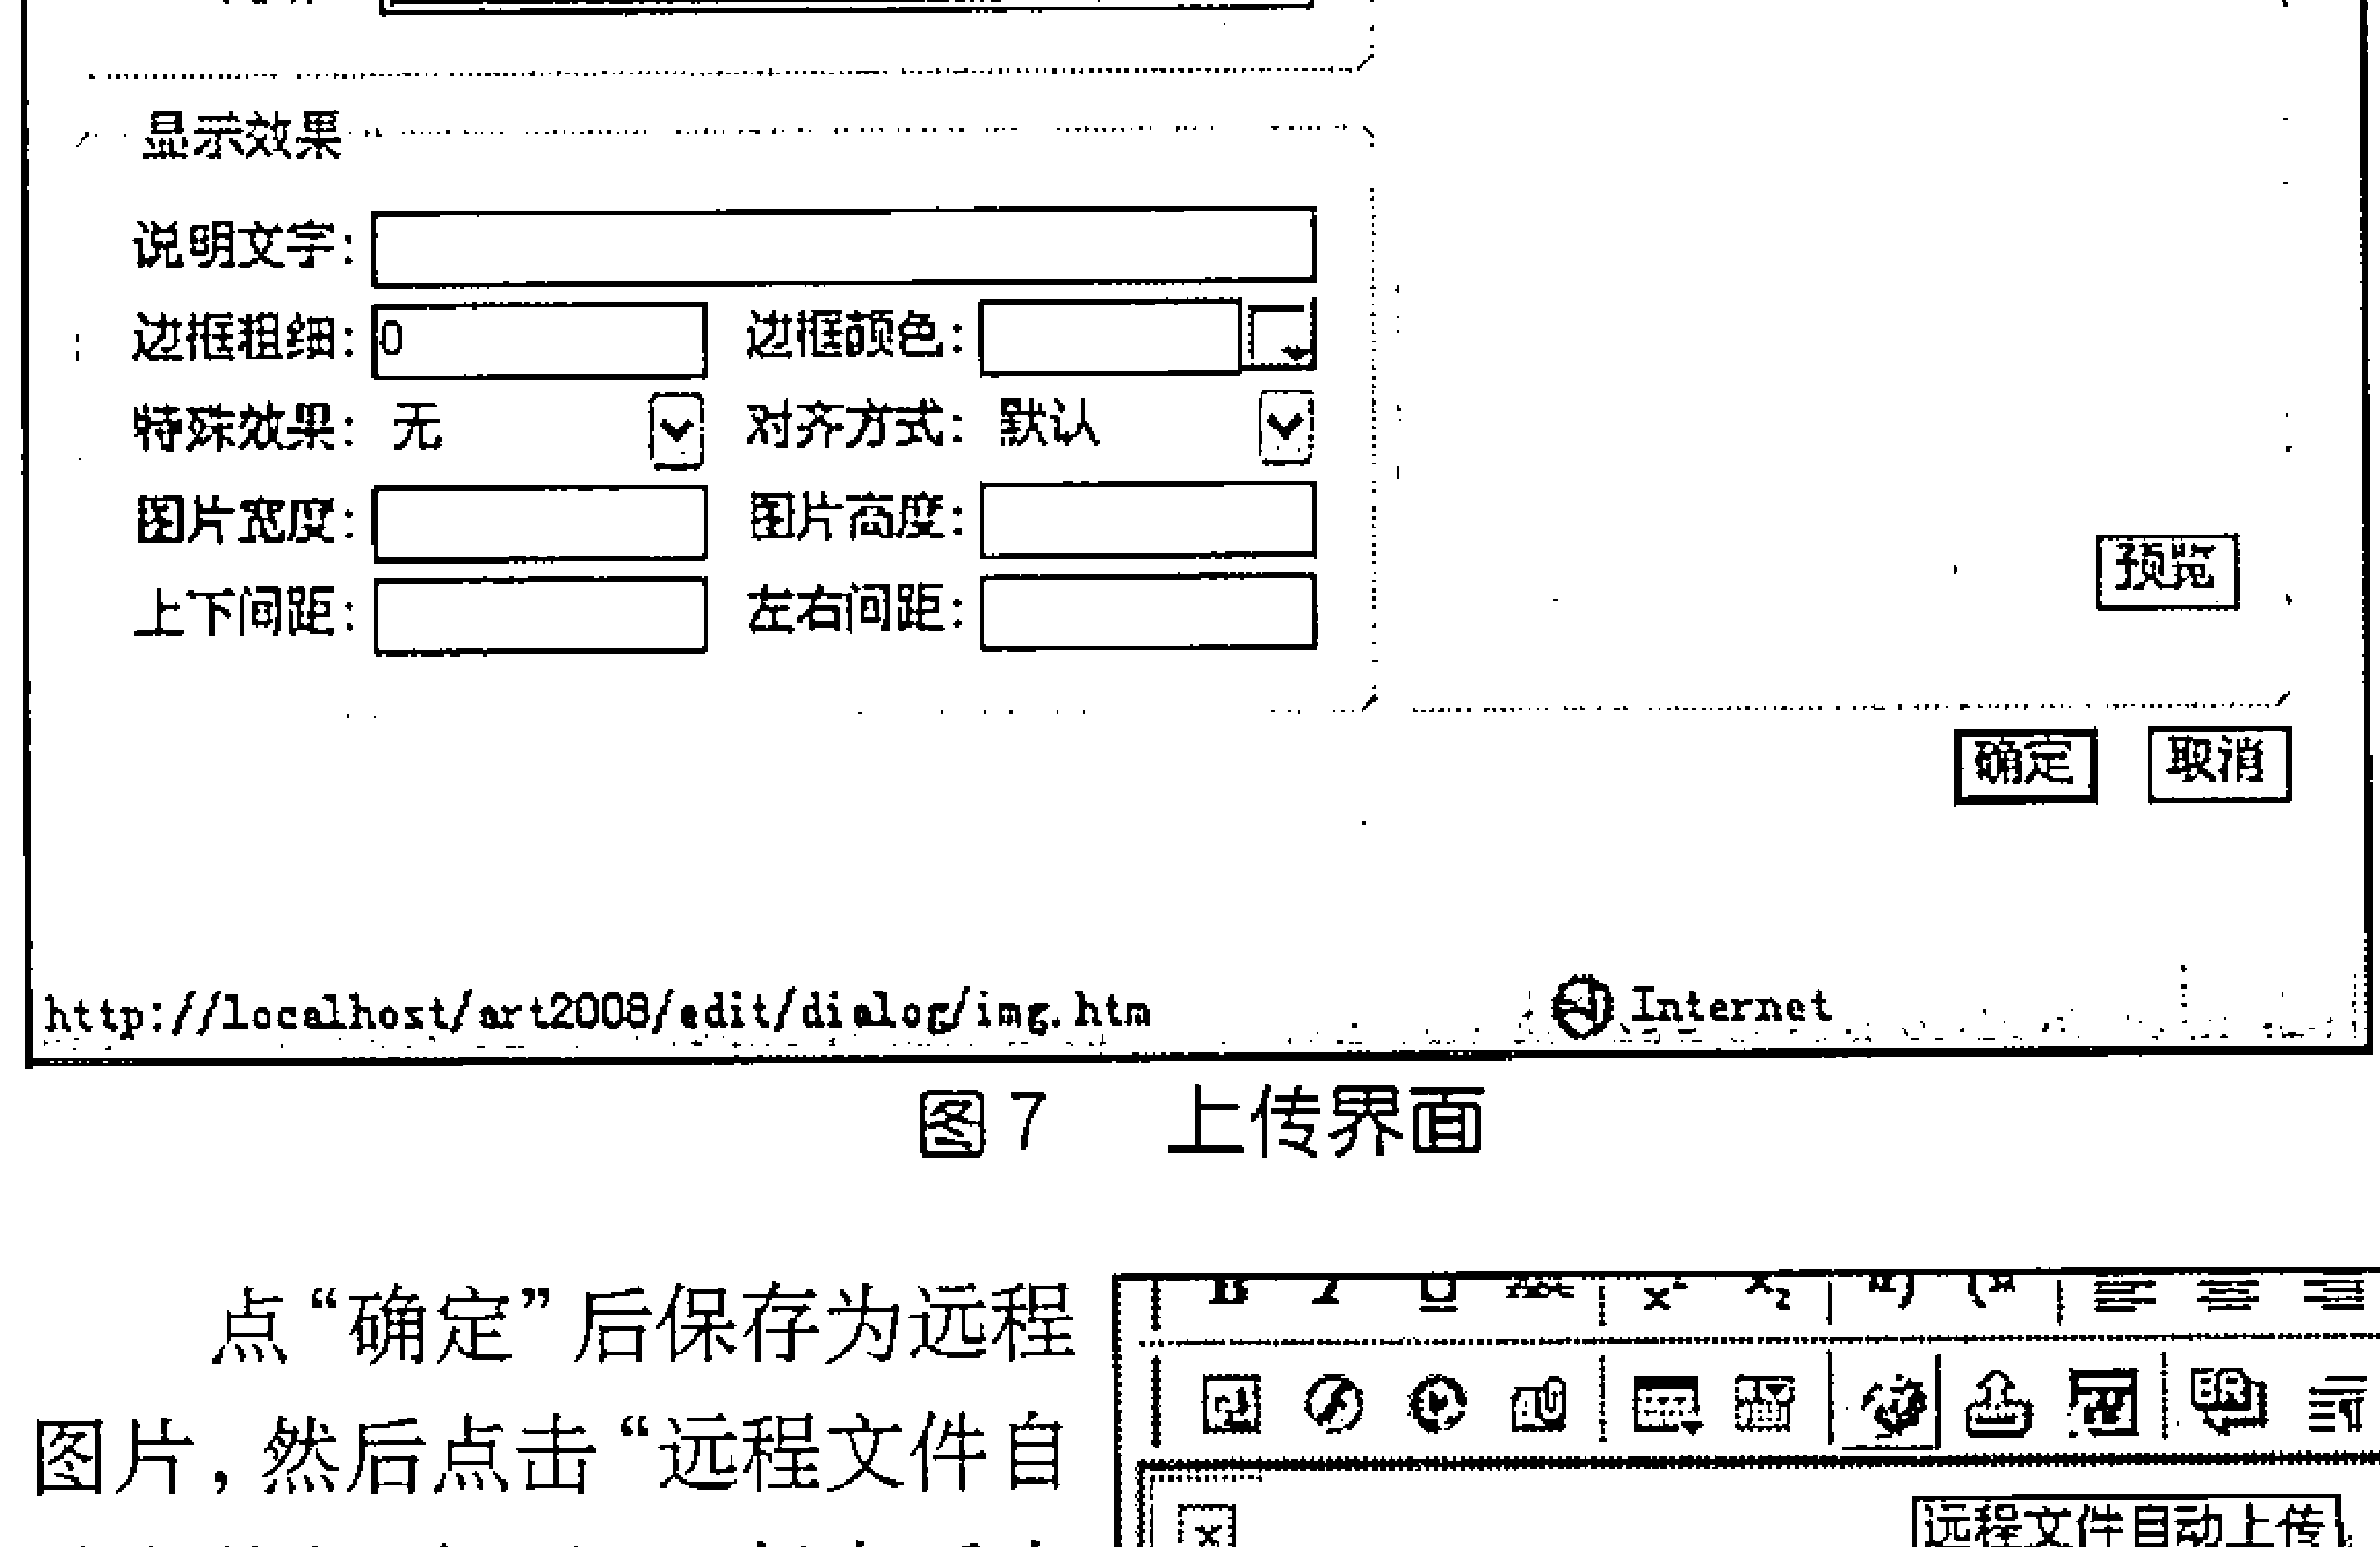 显示效果
说明文字:
边框粗细: 0 边框颜色:
特殊效果: 无 对齐方式: 默认
图片宽度: 图片高度:
上下间距: 左右间距:
预览
确定 取消
http://localhost/art2008/edit/dialog/img.htm Internet
图 7 上传界面
点“确定”后保存为远程
图片，然后点击“远程文件自
远程文件自动上传